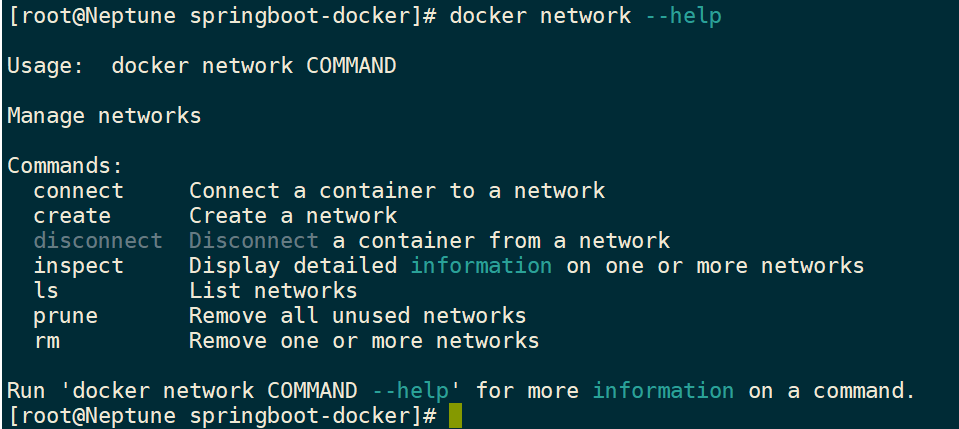 [root@Neptune springboot-docker]# docker network --help
Usage:  docker network COMMAND
Manage networks
Commands:
  connect     Connect a container to a network
  create      Create a network
  disconnect  Disconnect a container from a network
  inspect     Display detailed information on one or more networks
  ls          List networks
  prune       Remove all unused networks
  rm          Remove one or more networks
Run 'docker network COMMAND --help' for more information on a command.
[root@Neptune springboot-docker]#